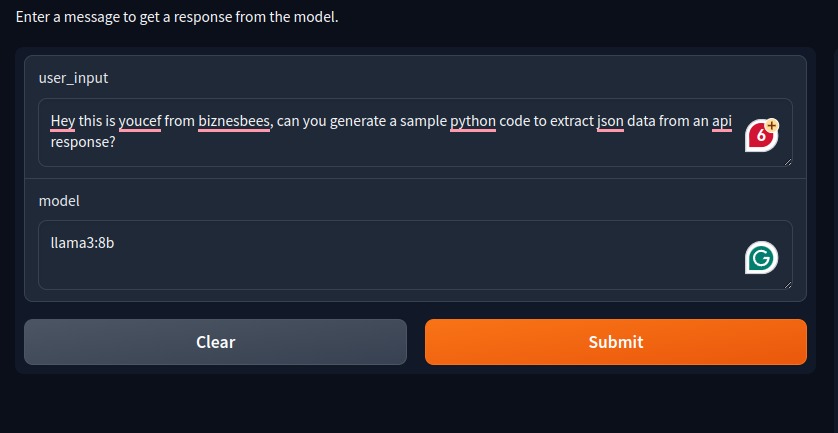 Enter a message to get a response from the model.
user_input
Hey this is youcef from biznesbees, can you generate a sample python code to extract json data from an api
response?
6+
model
llama3:8b
G
Clear
Submit